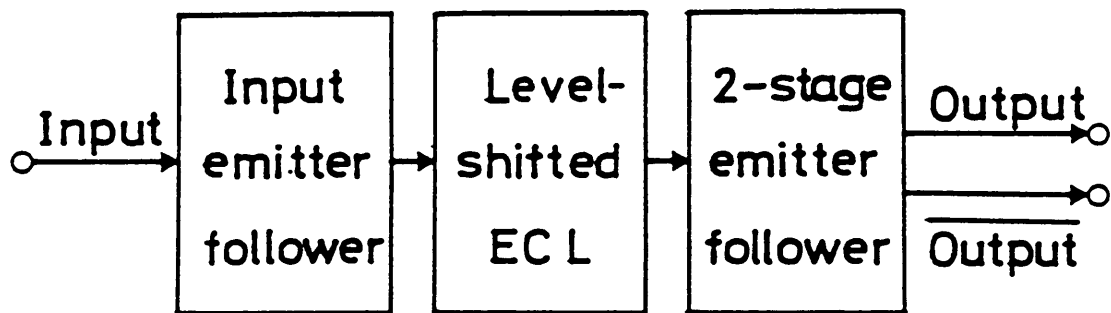 Input
Input
emitter
follower
Level-
shifted
ECL
2-stage
emitter
follower
Output
Output